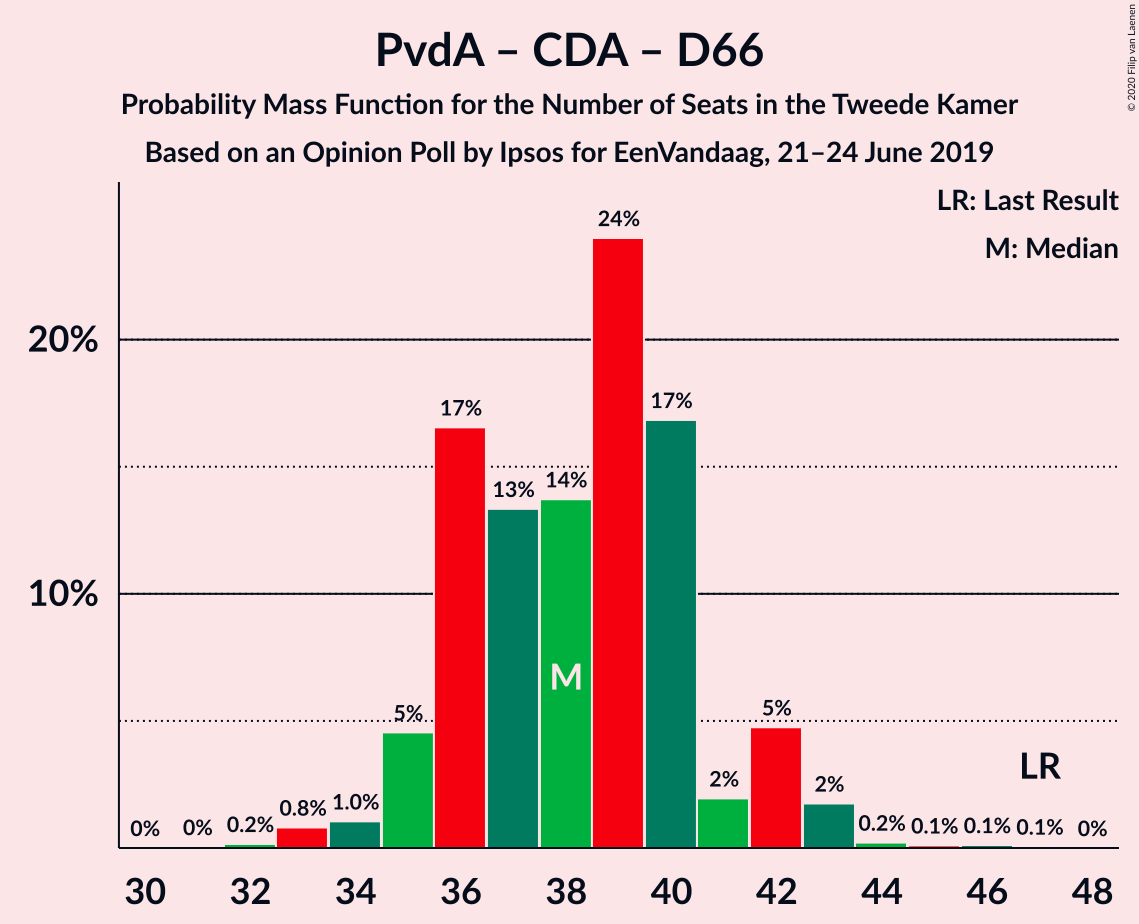 PvdA – CDA – D66
Probability Mass Function for the Number of Seats in the Tweede Kamer
Based on an Opinion Poll by Ipsos for EenVandaag, 21–24 June 2019
© 2020 Filip van Laenen
LR: Last Result
M: Median
20%
10%
0%
0%
0.2%
0.8%
1.0%
5%
17%
13%
14%
24%
17%
2%
5%
2%
0.2%
0.1%
0.1%
0.1%
0%
M
LR
30 32 34 36 38 40 42 44 46 48